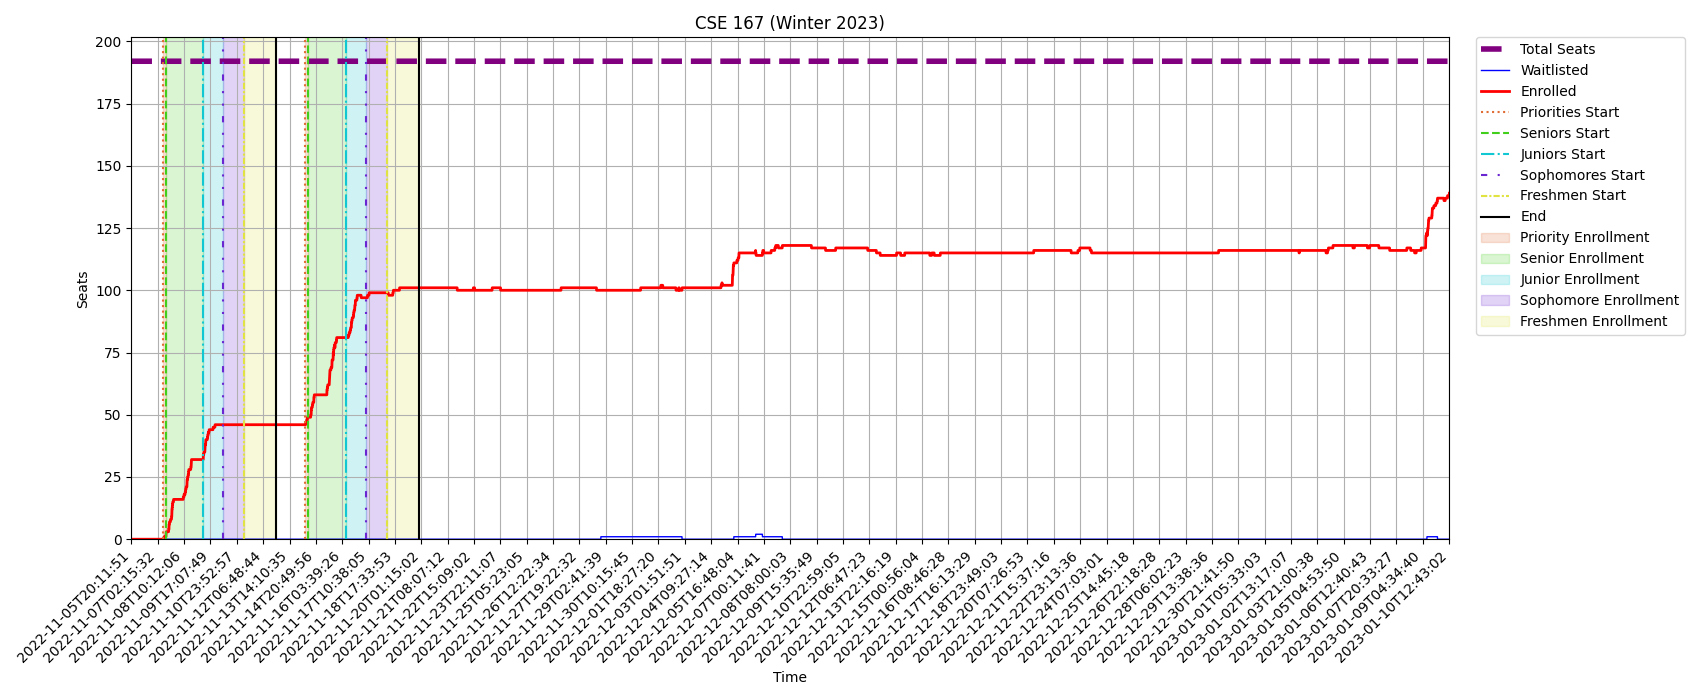 CSE 167 (Winter 2023)
200
175
150
125
100
75
50
25
0
Seats
Total Seats
Waitlisted
Enrolled
Priorities Start
Seniors Start
Juniors Start
Sophomores Start
Freshmen Start
End
Priority Enrollment
Senior Enrollment
Junior Enrollment
Sophomore Enrollment
Freshmen Enrollment
2022-11-05T20:11:51
2022-11-07T02:15:32
2022-11-08T10:12:06
2022-11-09T17:07:49
2022-11-10T23:52:57
2022-11-12T06:48:44
2022-11-13T14:10:35
2022-11-14T20:49:56
2022-11-16T03:39:26
2022-11-17T10:38:05
2022-11-18T17:33:53
2022-11-20T01:15:02
2022-11-21T08:07:12
2022-11-22T15:09:02
2022-11-23T22:11:07
2022-11-25T05:23:05
2022-11-26T12:22:34
2022-11-27T19:22:32
2022-11-29T02:41:39
2022-11-30T10:15:45
2022-12-01T18:27:20
2022-12-03T01:51:51
2022-12-04T09:27:14
2022-12-05T16:48:04
2022-12-07T00:11:41
2022-12-08T08:00:03
2022-12-09T15:35:49
2022-12-10T22:59:05
2022-12-12T06:47:23
2022-12-13T22:16:19
2022-12-15T00:56:04
2022-12-16T08:46:28
2022-12-17T16:13:29
2022-12-18T23:49:03
2022-12-20T07:26:53
2022-12-21T15:37:16
2022-12-22T23:13:36
2022-12-24T07:03:01
2022-12-25T14:45:18
2022-12-26T22:18:28
2022-12-28T06:02:23
2022-12-29T13:38:36
2022-12-30T21:41:50
2023-01-01T05:33:03
2023-01-02T13:17:07
2023-01-03T21:00:38
2023-01-05T04:53:50
2023-01-06T12:40:43
2023-01-07T20:33:27
2023-01-09T04:34:40
2023-01-10T12:43:02
Time